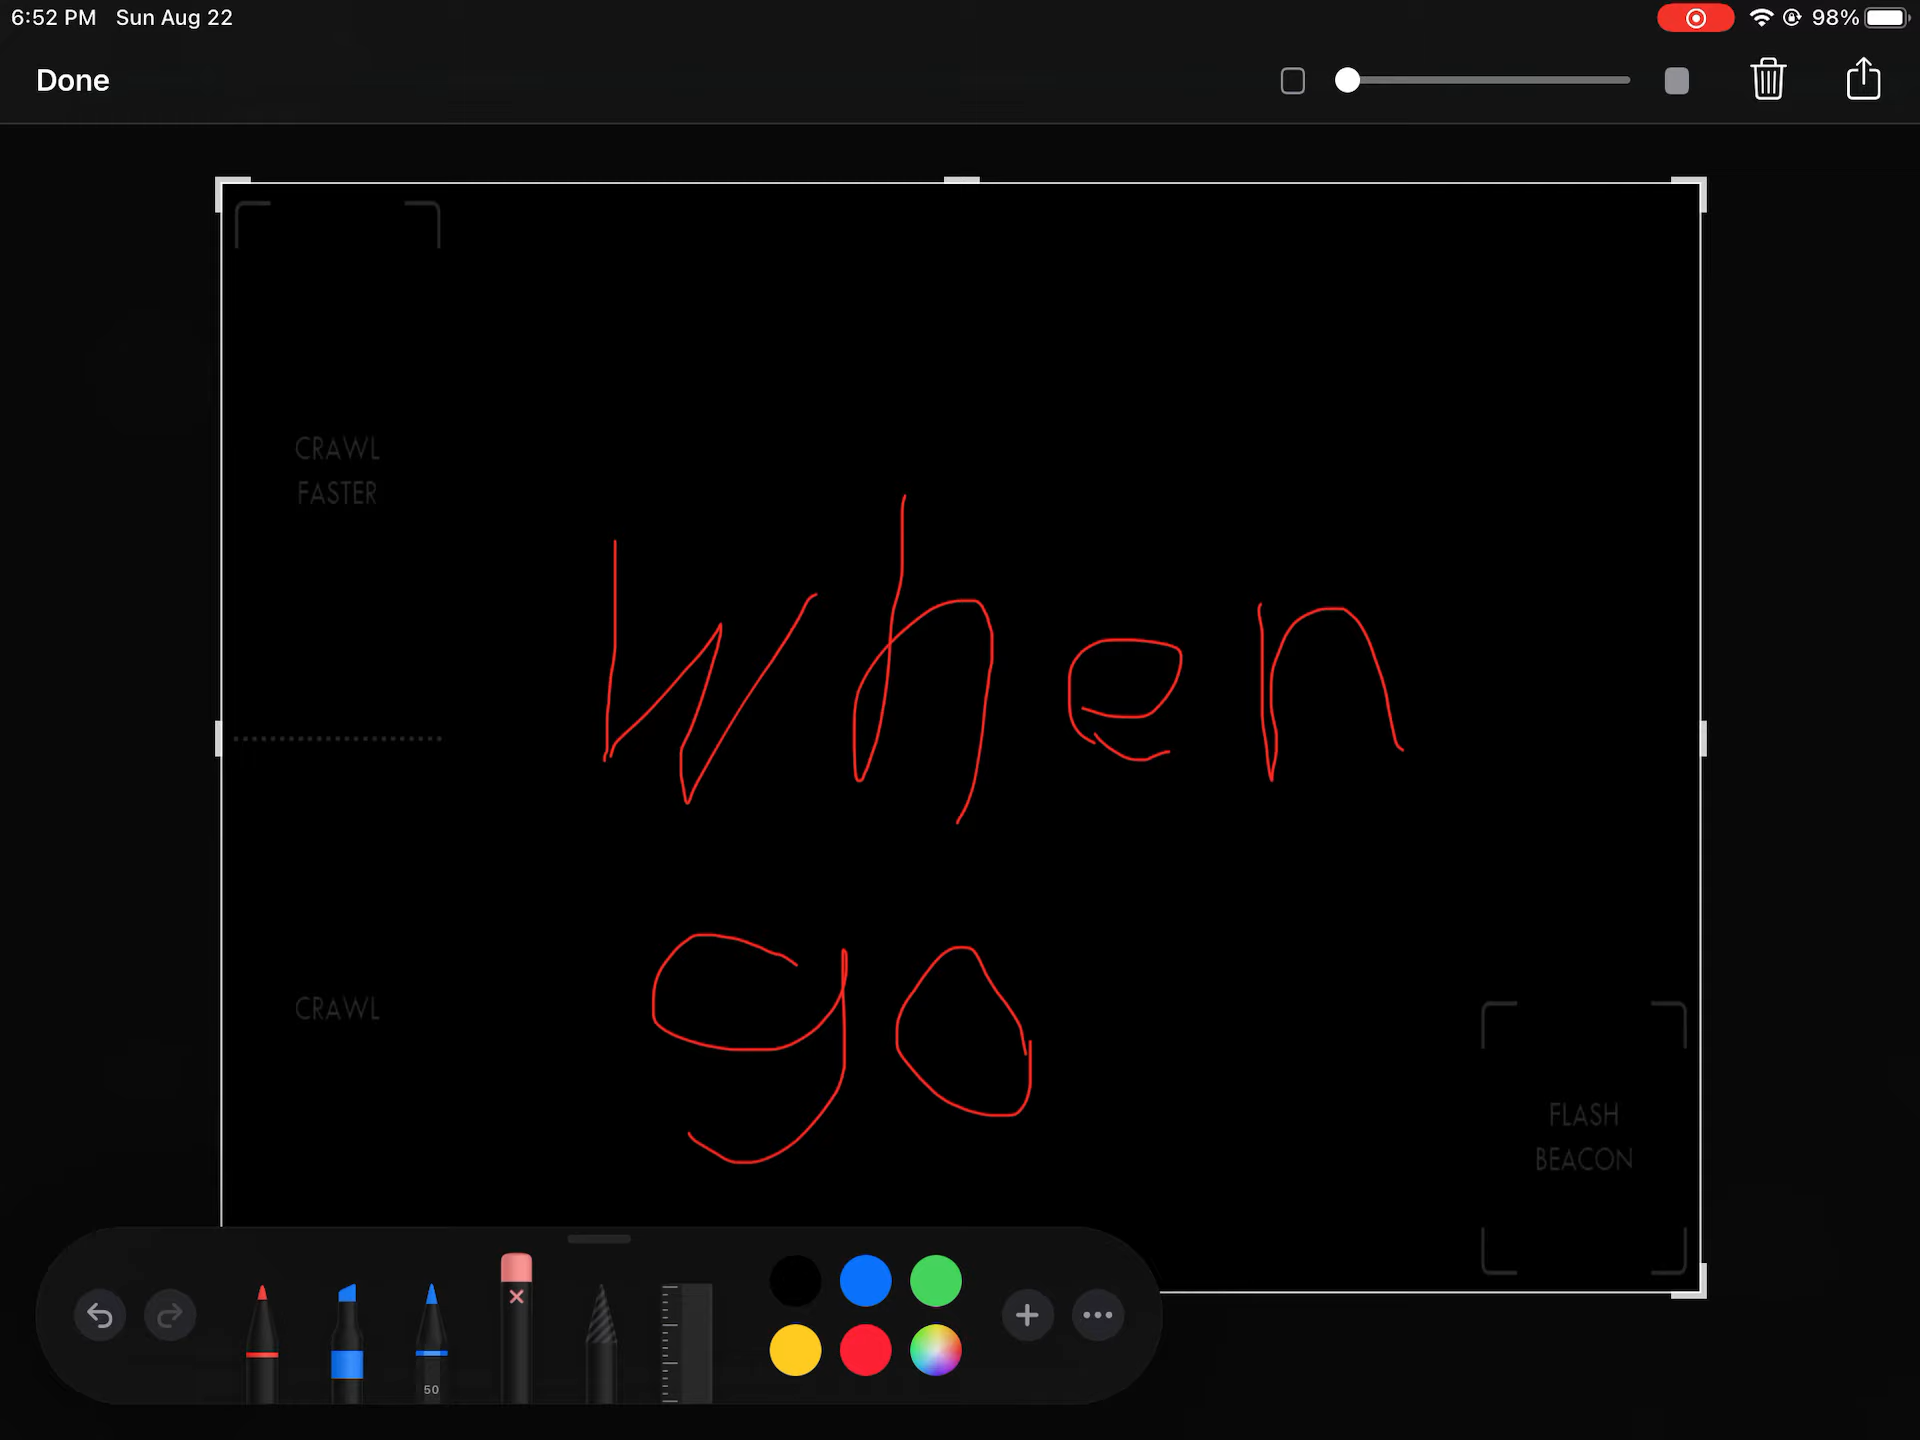 6:52 PM Sun Aug 22 98%
Done
CRAWL
FASTER
When
CRAWL
go
FLASH
BEACON
50